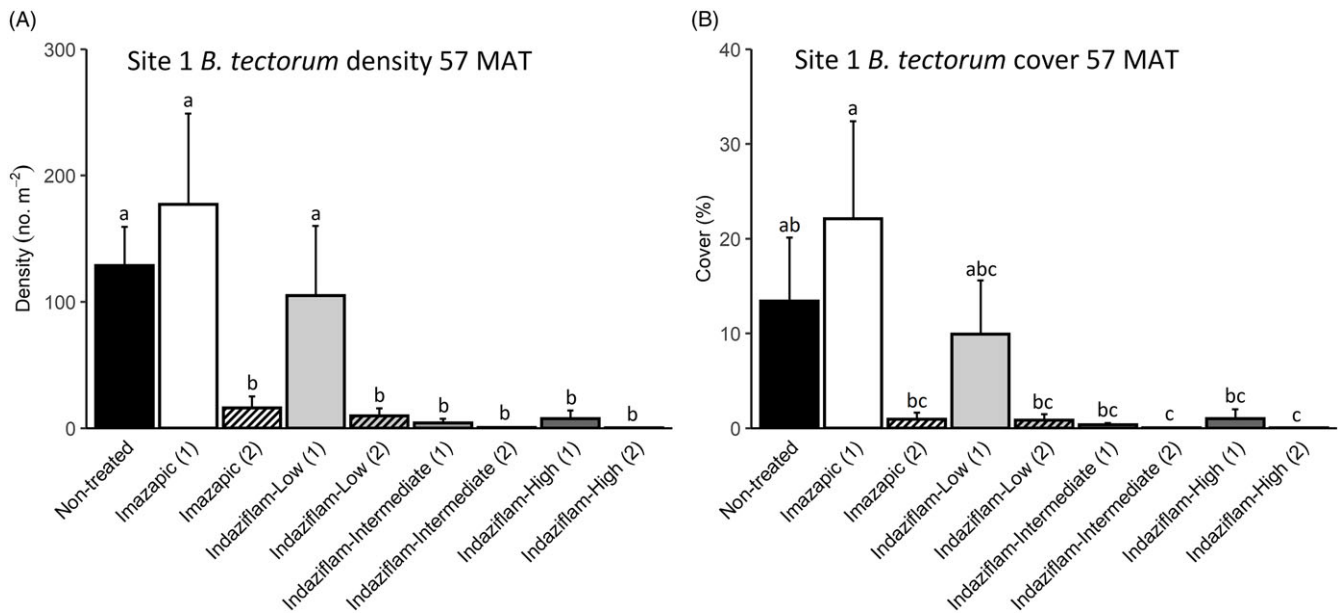 (A)
Site 1 B. tectorum density 57 MAT
Density (no. m⁻²)
300
200
100
0
a
a
b
a
b
b
b
b
b
Non-treated
Imazapic (1)
Imazapic (2)
Indaziflam-Low (1)
Indaziflam-Low (2)
Indaziflam-Intermediate (1)
Indaziflam-Intermediate (2)
Indaziflam-High (1)
Indaziflam-High (2)
(B)
Site 1 B. tectorum cover 57 MAT
Cover (%)
40
30
20
10
0
ab
a
bc
abc
bc
bc
c
bc
c
Non-treated
Imazapic (1)
Imazapic (2)
Indaziflam-Low (1)
Indaziflam-Low (2)
Indaziflam-Intermediate (1)
Indaziflam-Intermediate (2)
Indaziflam-High (1)
Indaziflam-High (2)